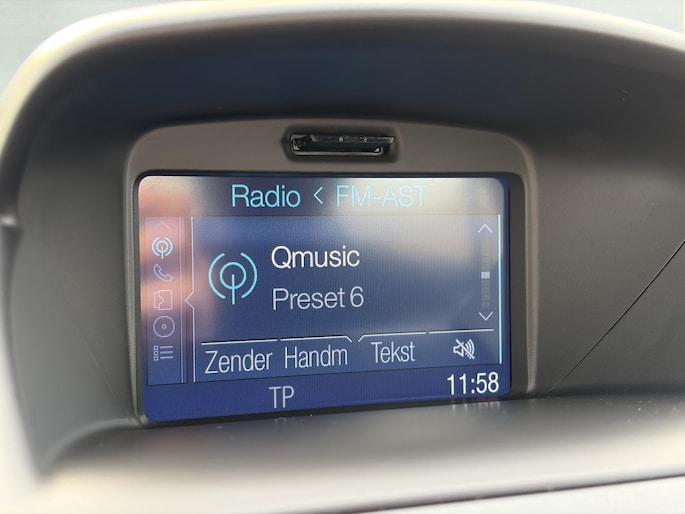 Radio < FM-AST
Qmusic
Preset 6
Zender Handm Tekst
TP 11:58